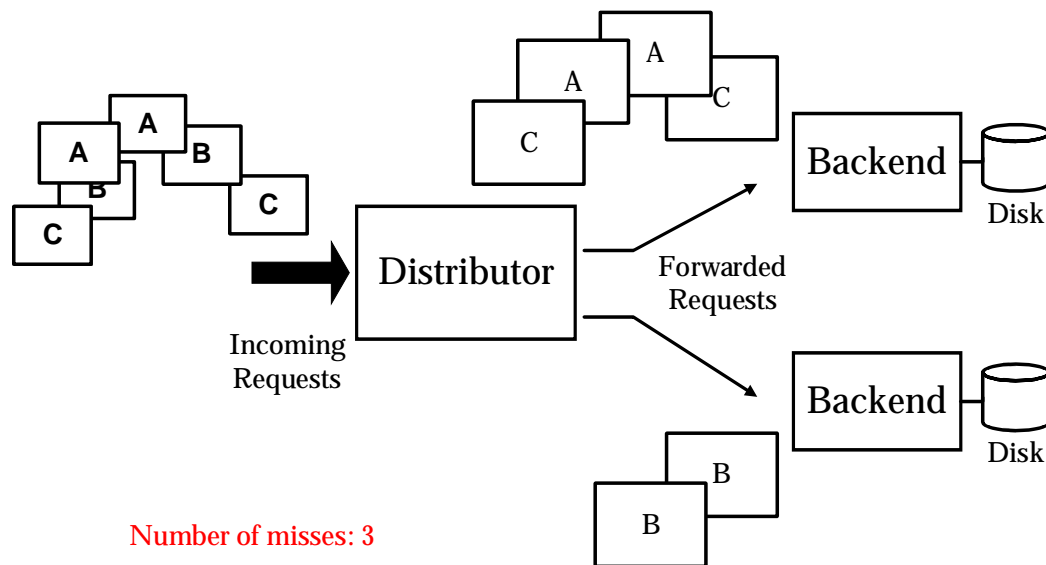 A
A
B
B
C
C
A
A
C
C
Backend
Disk
Distributor
Forwarded
Requests
Incoming
Requests
Backend
Disk
B
B
Number of misses: 3